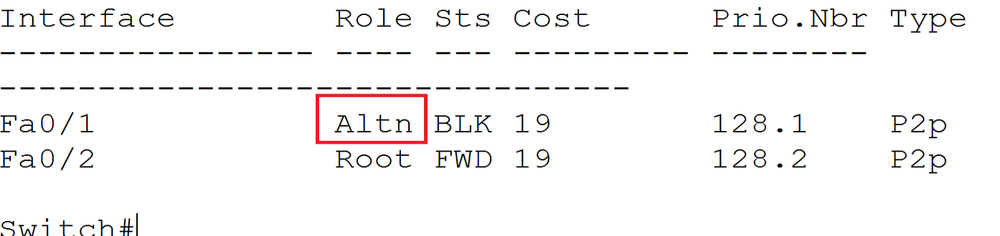 Interface Role Sts Cost Prio.Nbr Type
---------------- ---- --- --------- --------
--------------------------------
Fa0/1 Altn BLK 19 128.1 P2p
Fa0/2 Root FWD 19 128.2 P2p
Switch#